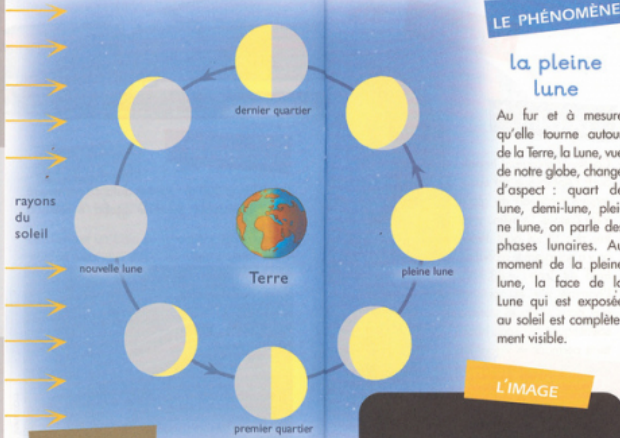 LE PHÉNOMÈNE
la pleine
lune
Au fur et à mesure
qu'elle tourne autour
de la Terre, la Lune, vue
de notre globe, change
d'aspect : quart de
lune, demi-lune, plei-
ne lune, on parle des
phases lunaires. Au
moment de la pleine
lune, la face de la
Lune qui est exposée
au soleil est complète-
ment visible.
L'IMAGE
dernier quartier
rayons
du
soleil
nouvelle lune
Terre
pleine lune
premier quartier